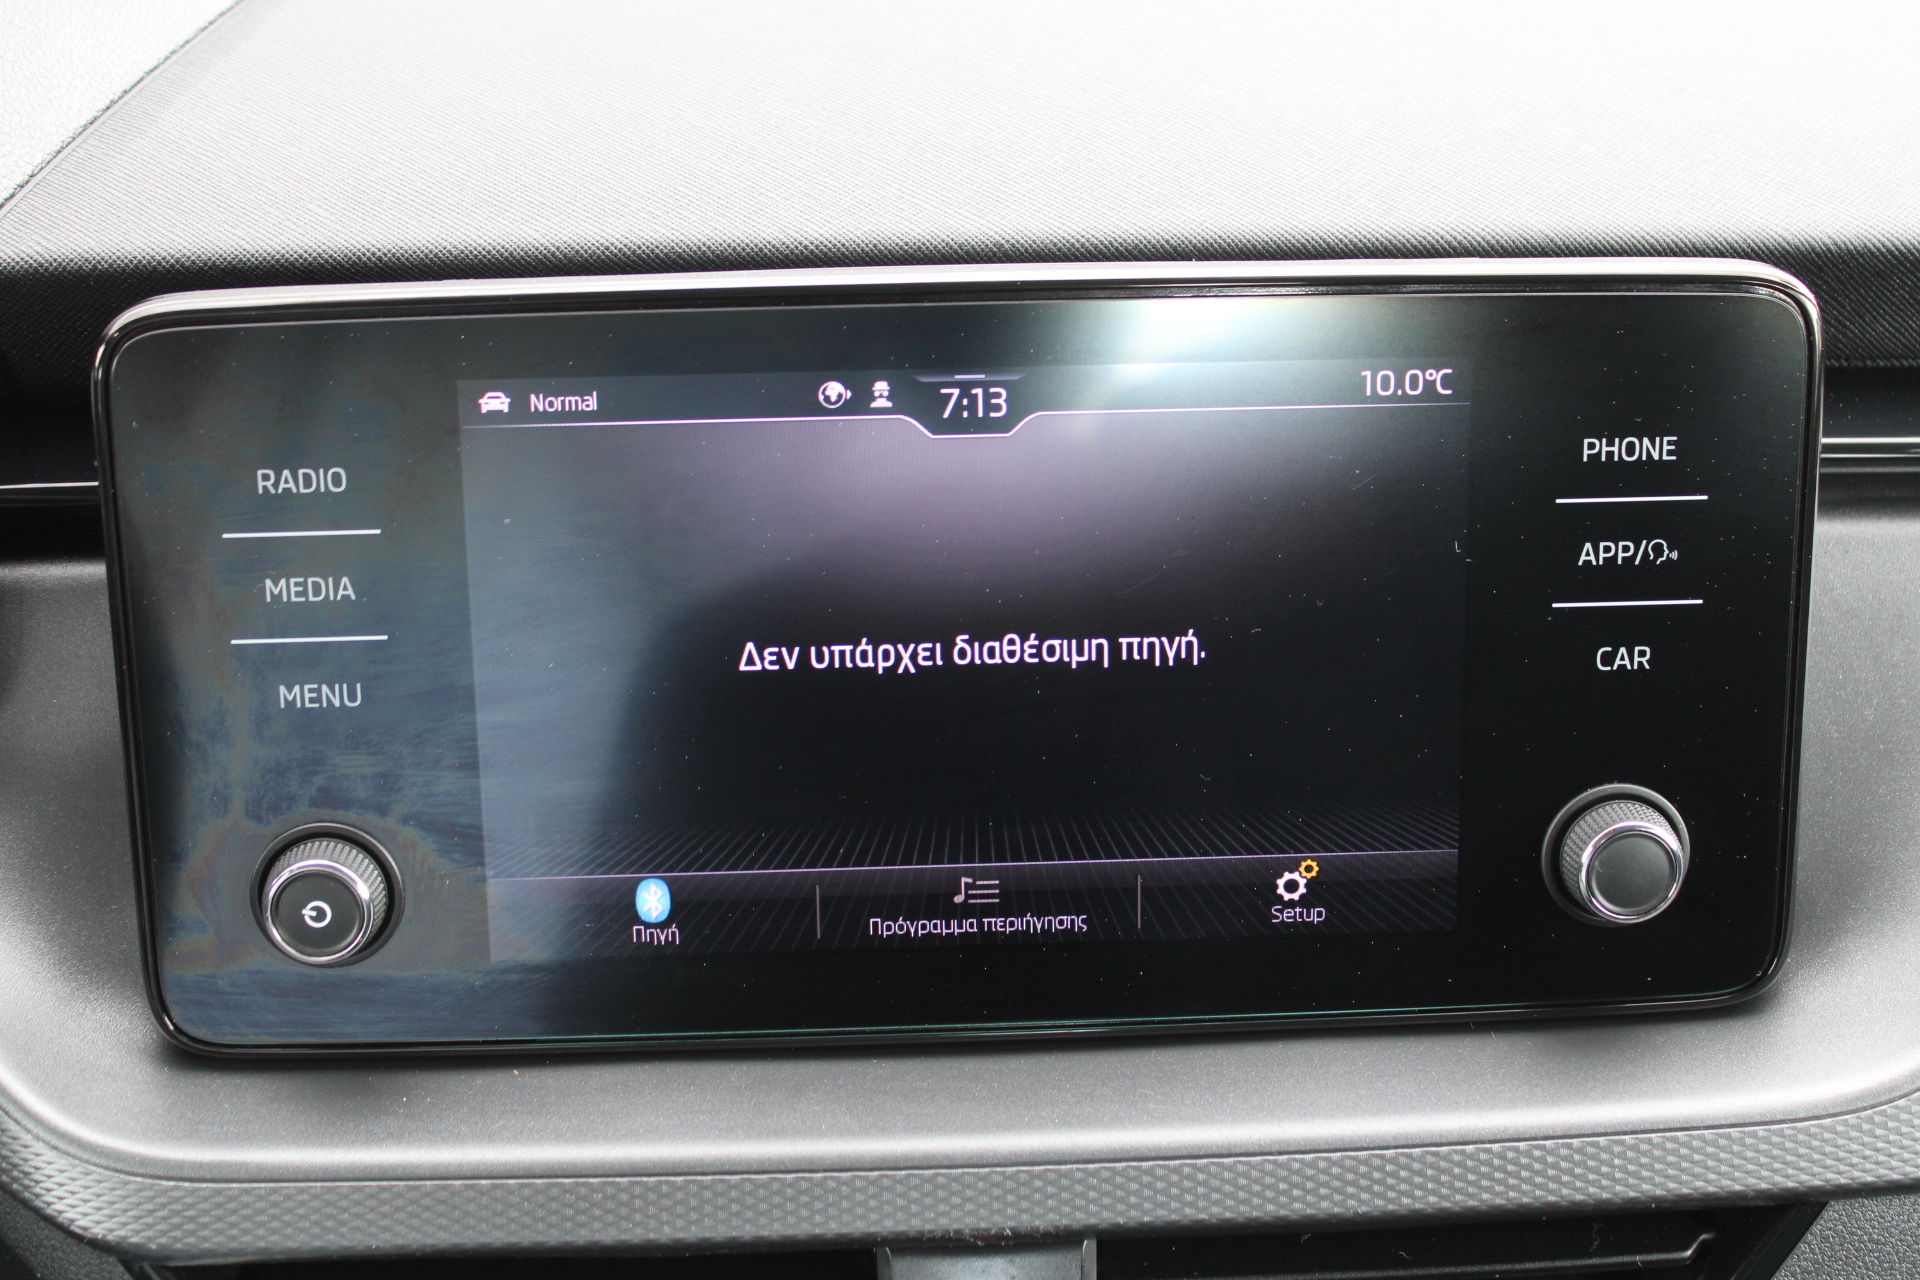 Normal
7:13
10.0°C
RADIO
MEDIA
MENU
PHONE
APP/
CAR
Δεν υπάρχει διαθέσιμη πηγή.
Πηγή
Πρόγραμμα περιήγησης
Setup